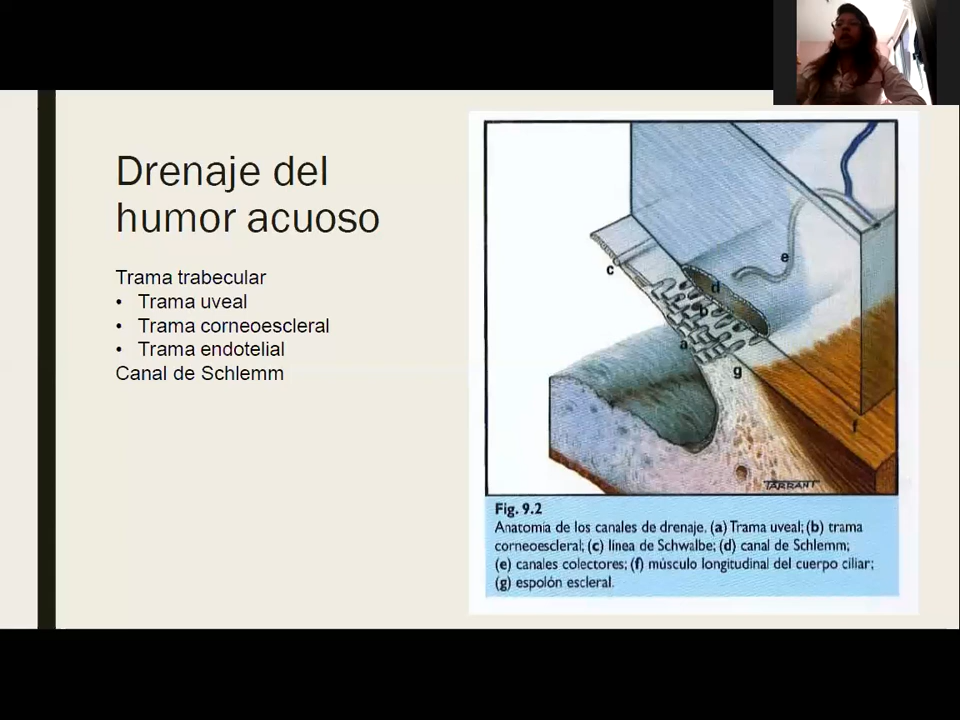 Drenaje del
humor acuoso
Trama trabecular
• Trama uveal
• Trama corneoescleral
• Trama endotelial
Canal de Schlemm
e
c
d
b
a
g
f
TARRANT
Fig. 9.2
Anatomía de los canales de drenaje. (a) Trama uveal; (b) trama
corneoescleral; (c) línea de Schwalbe; (d) canal de Schlemm;
(e) canales colectores; (f) músculo longitudinal del cuerpo ciliar;
(g) espolón escleral.